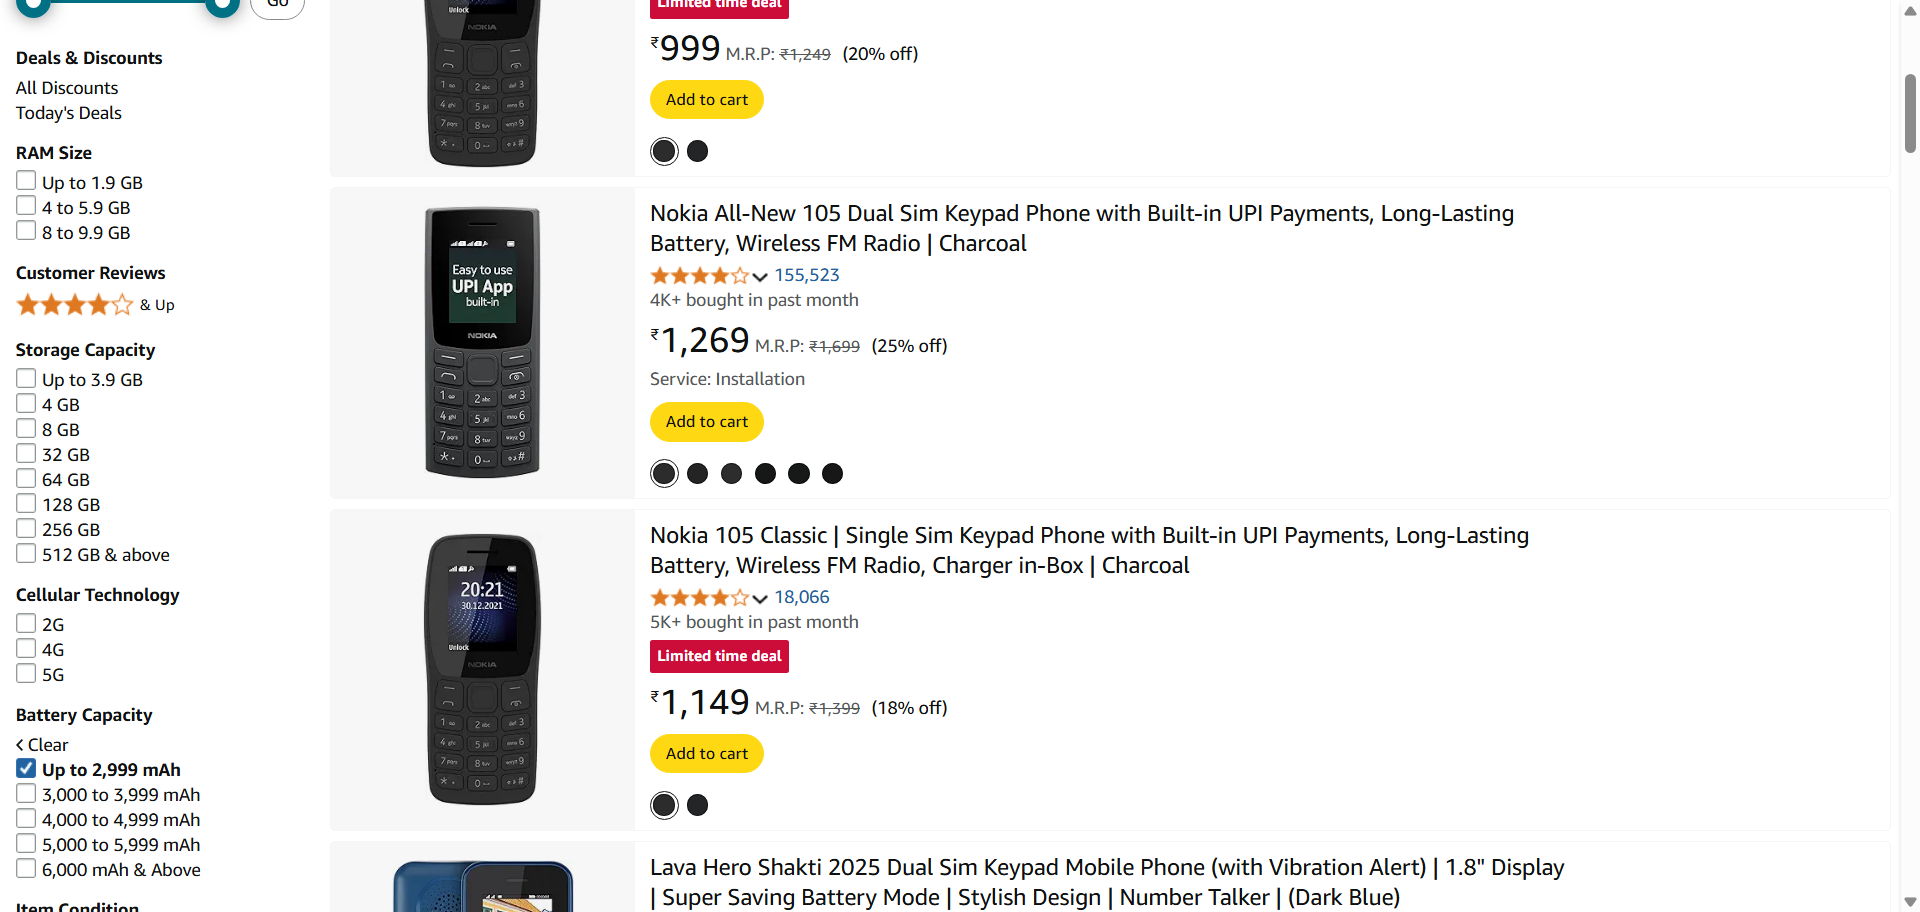 Go
Deals & Discounts
All Discounts
Today's Deals
RAM Size
Up to 1.9 GB
4 to 5.9 GB
8 to 9.9 GB
Customer Reviews
& Up
Storage Capacity
Up to 3.9 GB
4 GB
8 GB
32 GB
64 GB
128 GB
256 GB
512 GB & above
Cellular Technology
2G
4G
5G
Battery Capacity
< Clear
Up to 2,999 mAh
3,000 to 3,999 mAh
4,000 to 4,999 mAh
5,000 to 5,999 mAh
6,000 mAh & Above
Item Condition
Unlock
NOKIA
Limited time deal
₹999 M.R.P: ₹1,249 (20% off)
Add to cart
Easy to use
UPI App
built-in
NOKIA
Nokia All-New 105 Dual Sim Keypad Phone with Built-in UPI Payments, Long-Lasting
Battery, Wireless FM Radio | Charcoal
155,523
4K+ bought in past month
₹1,269 M.R.P: ₹1,699 (25% off)
Service: Installation
Add to cart
20:21
30.12.2021
Unlock
NOKIA
Nokia 105 Classic | Single Sim Keypad Phone with Built-in UPI Payments, Long-Lasting
Battery, Wireless FM Radio, Charger in-Box | Charcoal
18,066
5K+ bought in past month
Limited time deal
₹1,149 M.R.P: ₹1,399 (18% off)
Add to cart
Lava Hero Shakti 2025 Dual Sim Keypad Mobile Phone (with Vibration Alert) | 1.8" Display
| Super Saving Battery Mode | Stylish Design | Number Talker | (Dark Blue)